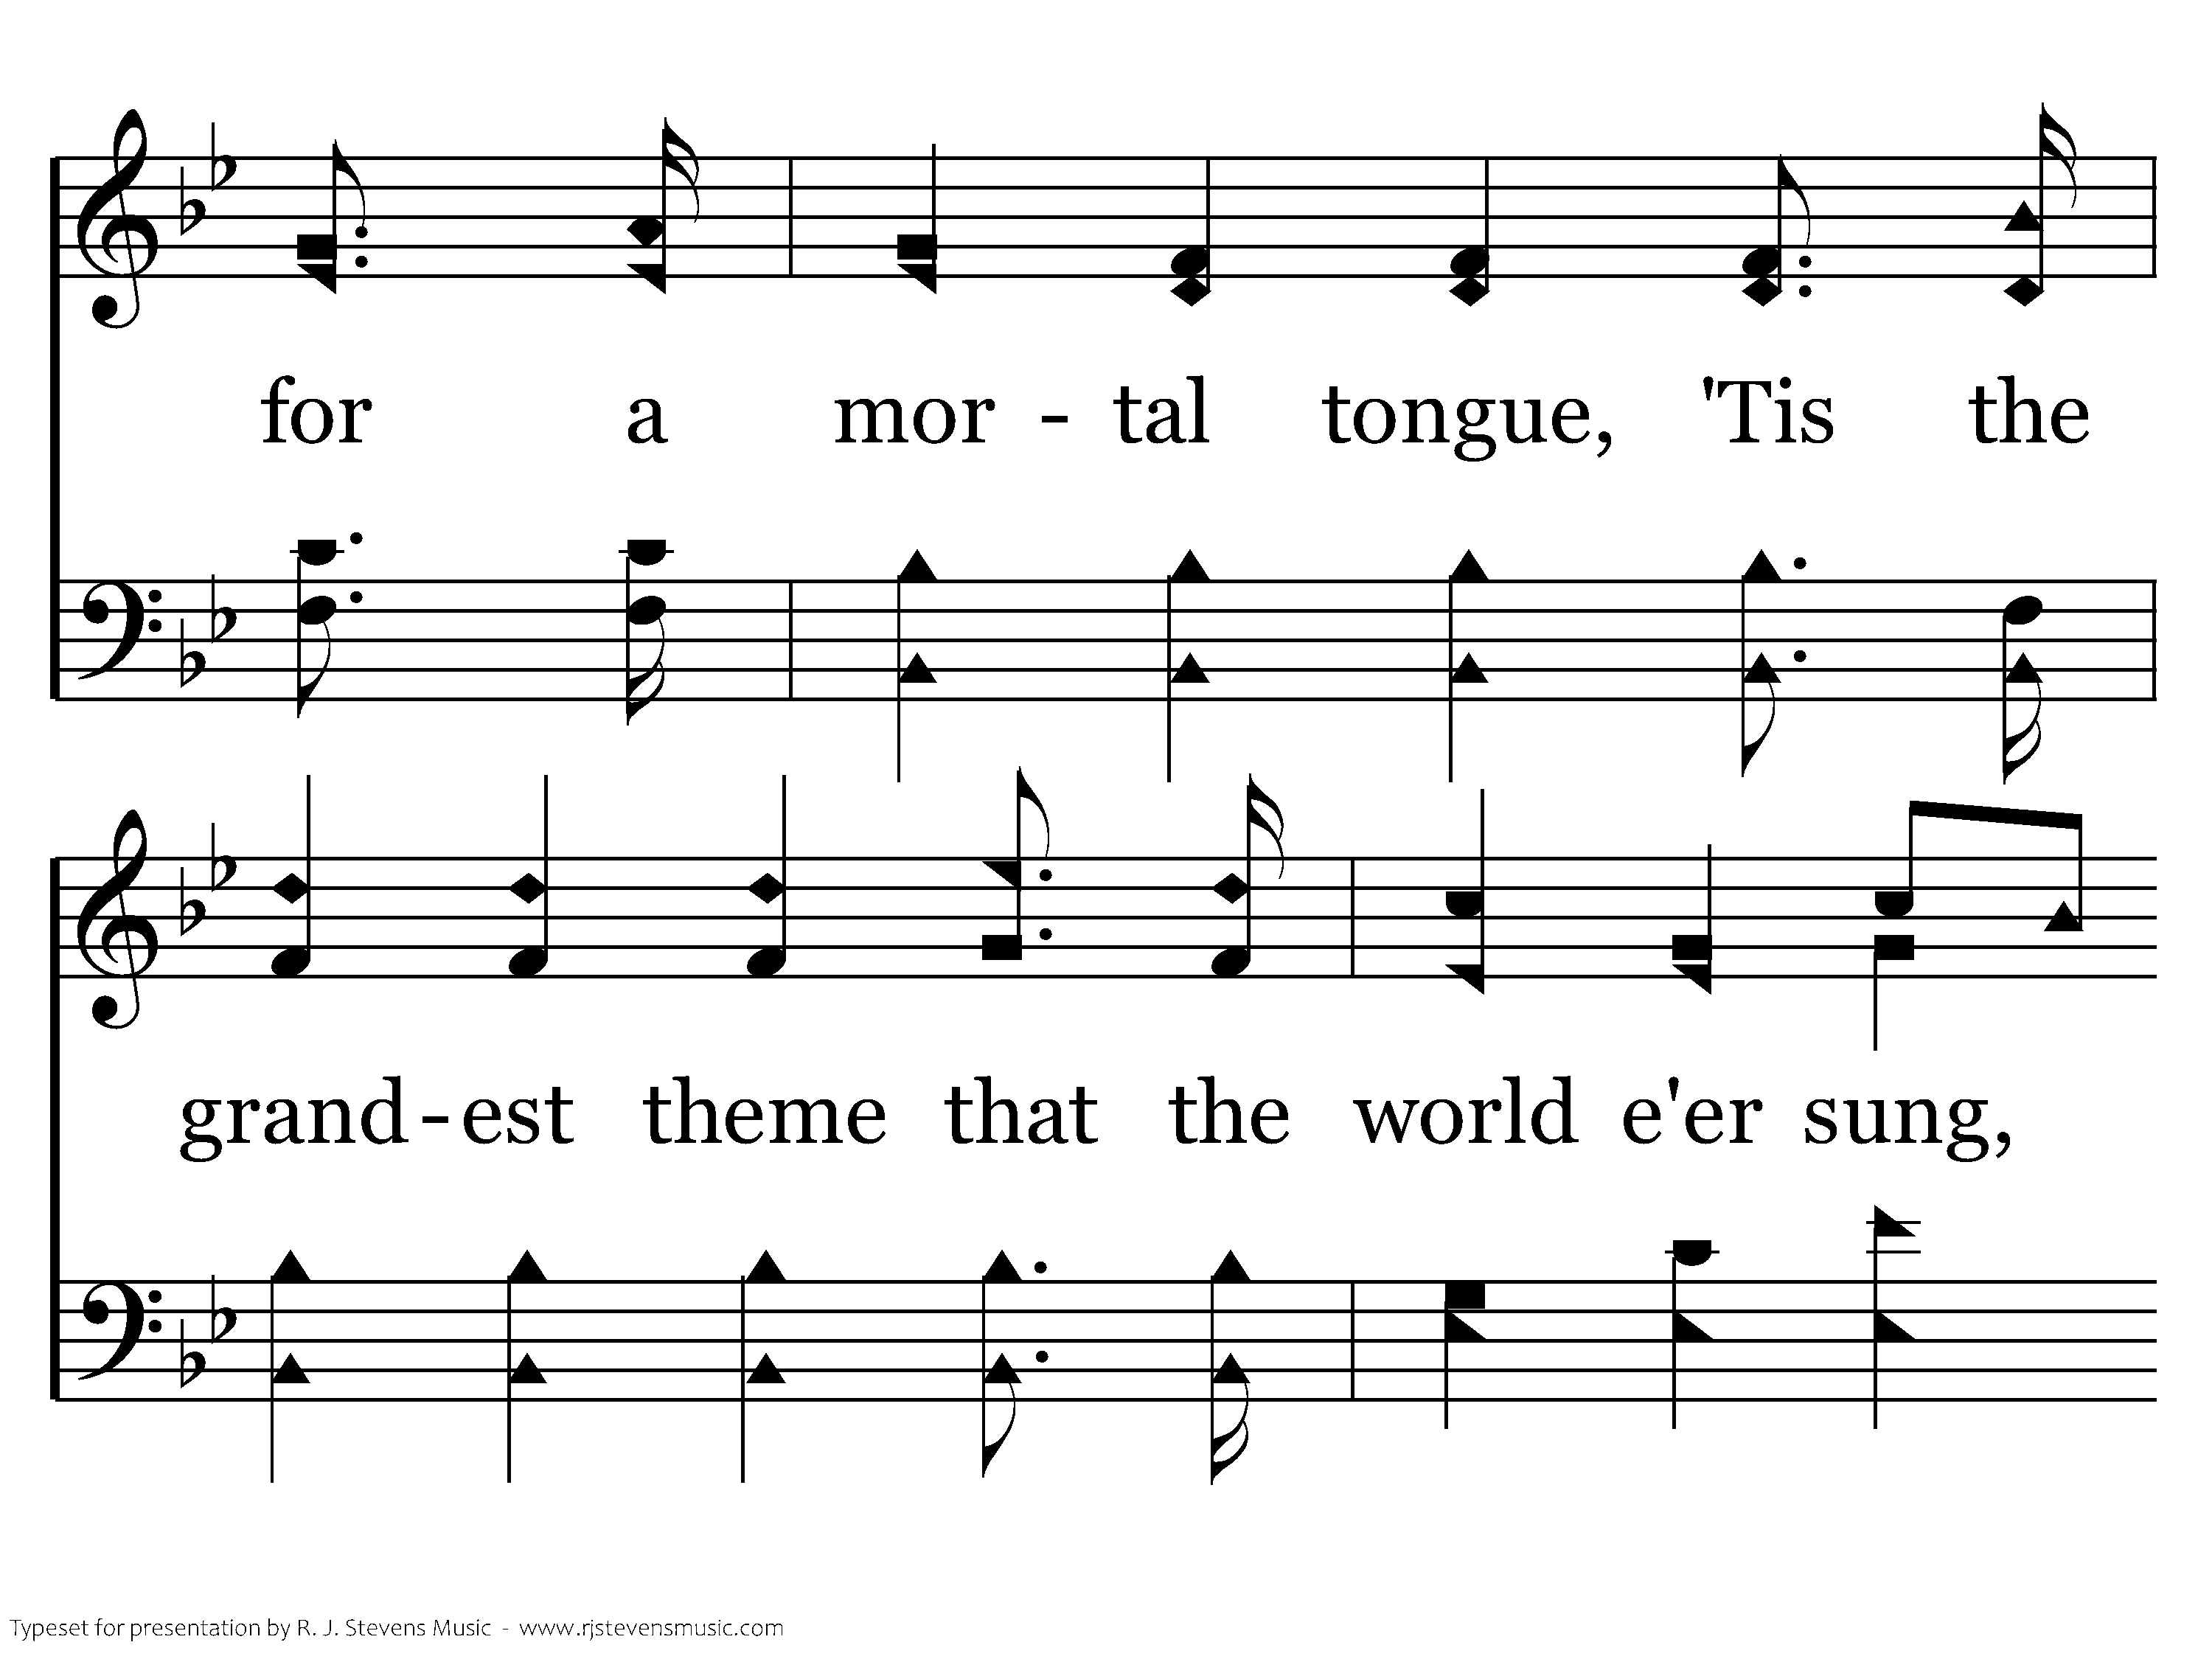 for a mor - tal tongue, 'Tis the
grand - est theme that the world e'er sung,
Typeset for presentation by R. J. Stevens Music - www.rjstevensmusic.com